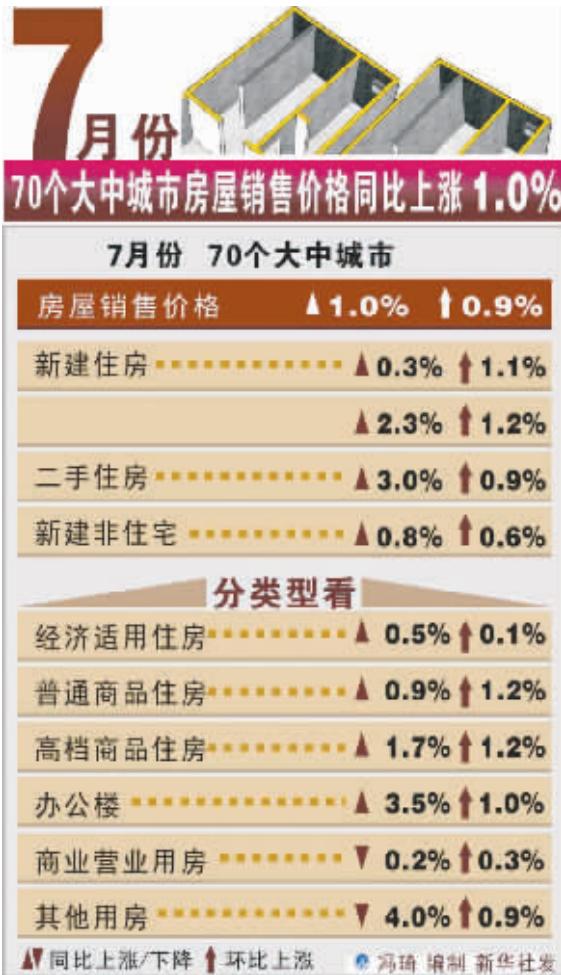 7月份
70个大中城市房屋销售价格同比上涨1.0%
7月份 70个大中城市
房屋销售价格 ▲1.0% ⬆0.9%
新建住房 ▲0.3% ⬆1.1%
▲2.3% ⬆1.2%
二手住房 ▲3.0% ⬆0.9%
新建非住宅 ▲0.8% ⬆0.6%
分类型看
经济适用住房 ▲0.5% ⬆0.1%
普通商品住房 ▲0.9% ⬆1.2%
高档商品住房 ▲1.7% ⬆1.2%
办公楼 ▲3.5% ⬆1.0%
商业营业用房 ▼0.2% ⬆0.3%
其他用房 ▼4.0% ⬆0.9%
▲▼同比上涨/下降 ⬆环比上涨 冯琦 编制 新华社发